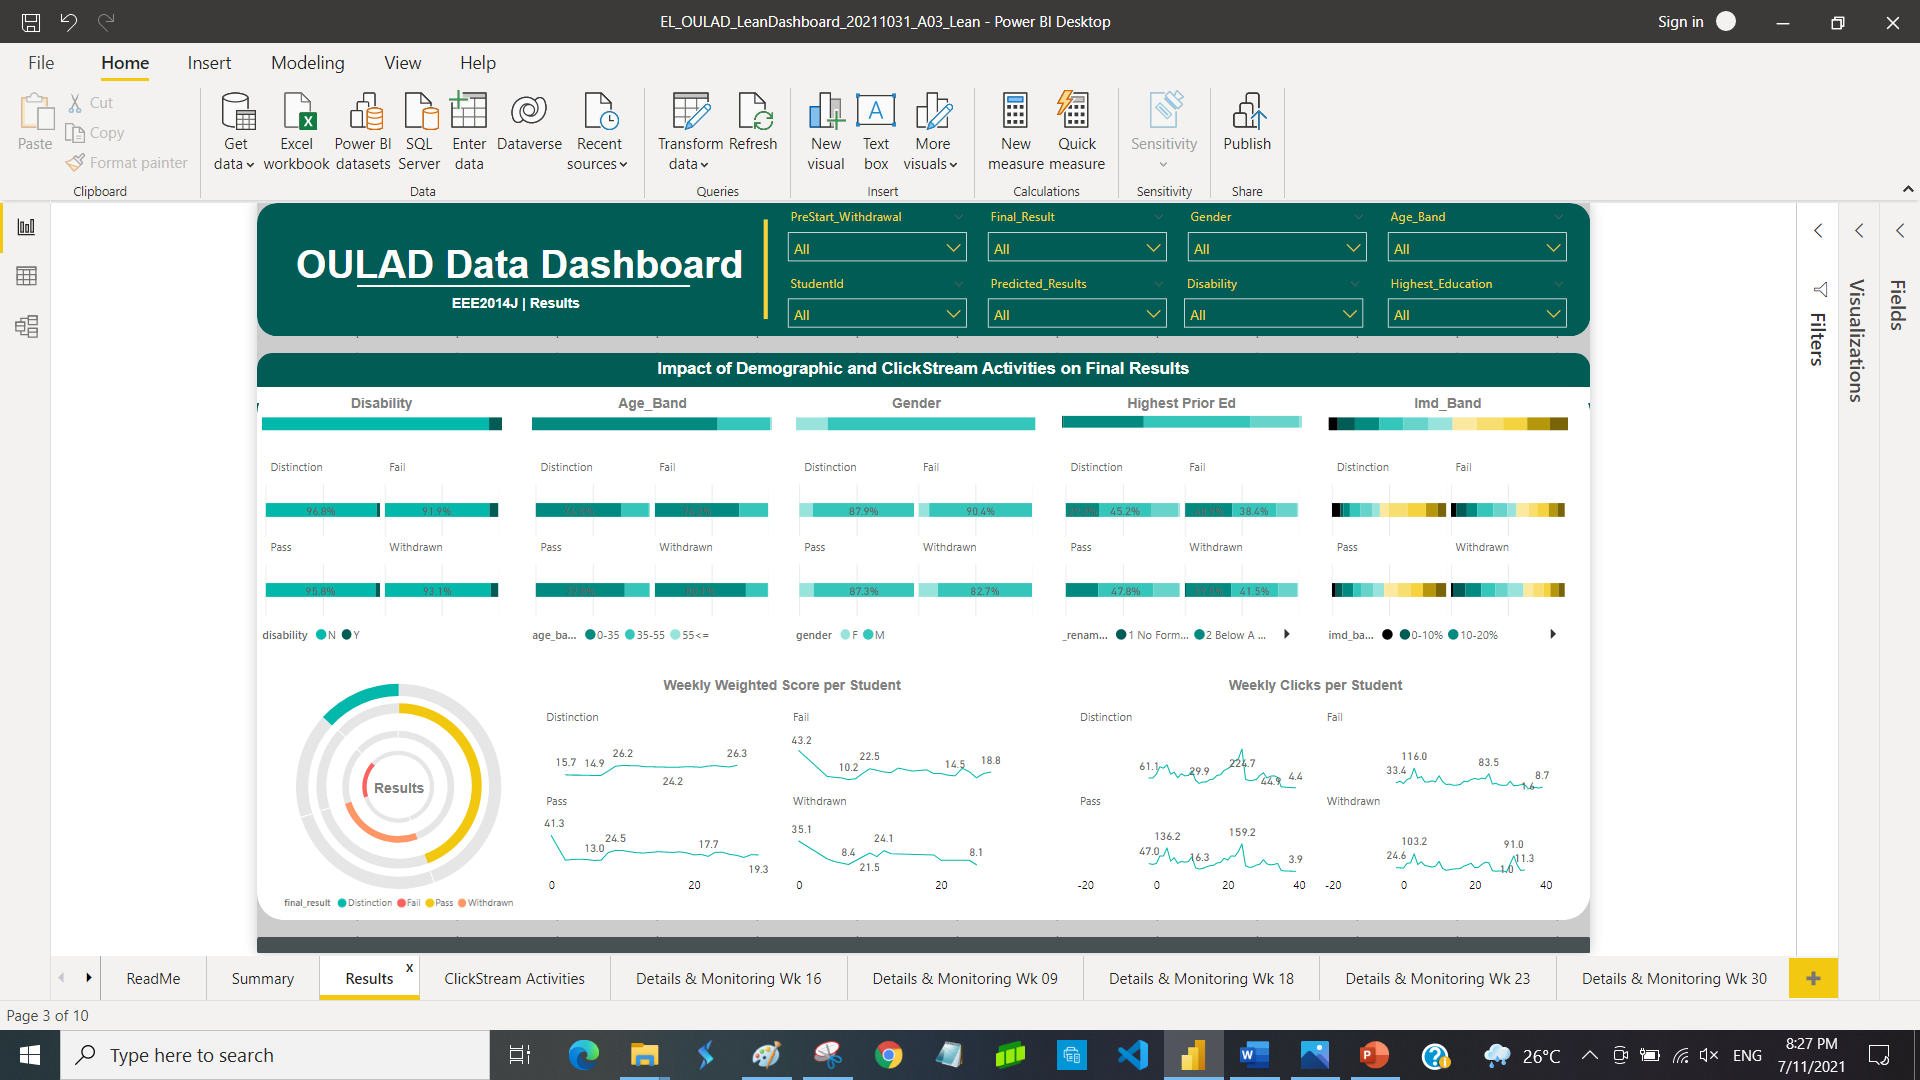 EL_OULAD_LeanDashboard_20211031_A03_Lean - Power BI Desktop
Sign in
File Home Insert Modeling View Help
Paste
Cut
Copy
Format painter
Clipboard
Get data
Excel workbook
Power BI datasets
SQL Server
Enter data
Dataverse
Recent sources
Data
Transform data
Refresh
Queries
New visual
Text box
More visuals
Insert
New measure
Quick measure
Calculations
Sensitivity
Sensitivity
Publish
Share
OULAD Data Dashboard
EEE2014J | Results
PreStart_Withdrawal Final_Result Gender Age_Band
All All All All
StudentId Predicted_Results Disability Highest_Education
All All All All
Filters
Visualizations
Fields
Impact of Demographic and ClickStream Activities on Final Results
Disability Age_Band Gender Highest Prior Ed Imd_Band
Distinction Fail Distinction Fail Distinction Fail Distinction Fail Distinction Fail
96.8% 91.9% 87.9% 90.4% 45.2% 38.4%
Pass Withdrawn Pass Withdrawn Pass Withdrawn Pass Withdrawn Pass Withdrawn
95.8% 93.1% 87.3% 82.7% 47.8% 41.5%
disability N Y
age_ba... 0-35 35-55 55<=
gender F M
_renam... 1 No Form... 2 Below A ...
imd_ba... 0-10% 10-20%
Results
final_result Distinction Fail Pass Withdrawn
Weekly Weighted Score per Student
Distinction
15.7 14.9 26.2 24.2 26.3
Fail
43.2 10.2 22.5 14.5 18.8
Pass
41.3 13.0 24.5 17.7 19.3
Withdrawn
35.1 8.4 21.5 24.1 8.1
0 20 0 20
Weekly Clicks per Student
Distinction
61.1 29.9 224.7 44.9 4.4
Fail
33.4 116.0 83.5 1.6 8.7
Pass
47.0 136.2 16.3 159.2 3.9
Withdrawn
24.6 103.2 91.0 1.0 11.3
-20 0 20 40 -20 0 20 40
ReadMe Summary Results x ClickStream Activities Details & Monitoring Wk 16 Details & Monitoring Wk 09 Details & Monitoring Wk 18 Details & Monitoring Wk 23 Details & Monitoring Wk 30
Page 3 of 10
Type here to search
26°C
ENG
8:27 PM
7/11/2021